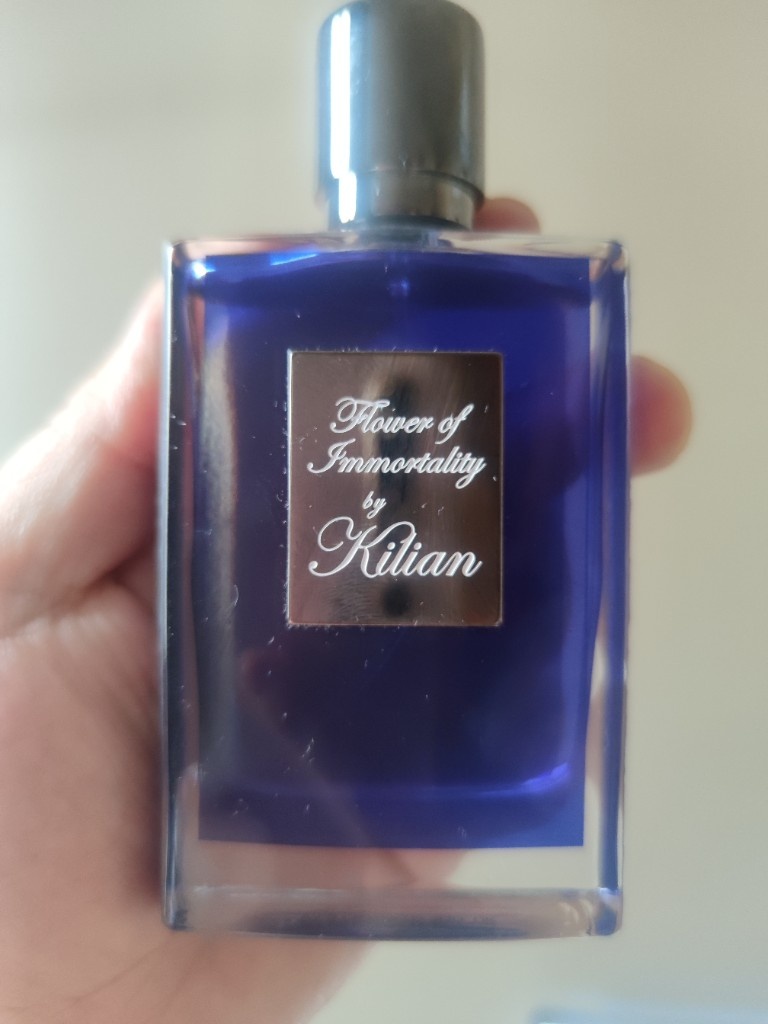 Flower of
Immortality
by
Kilian